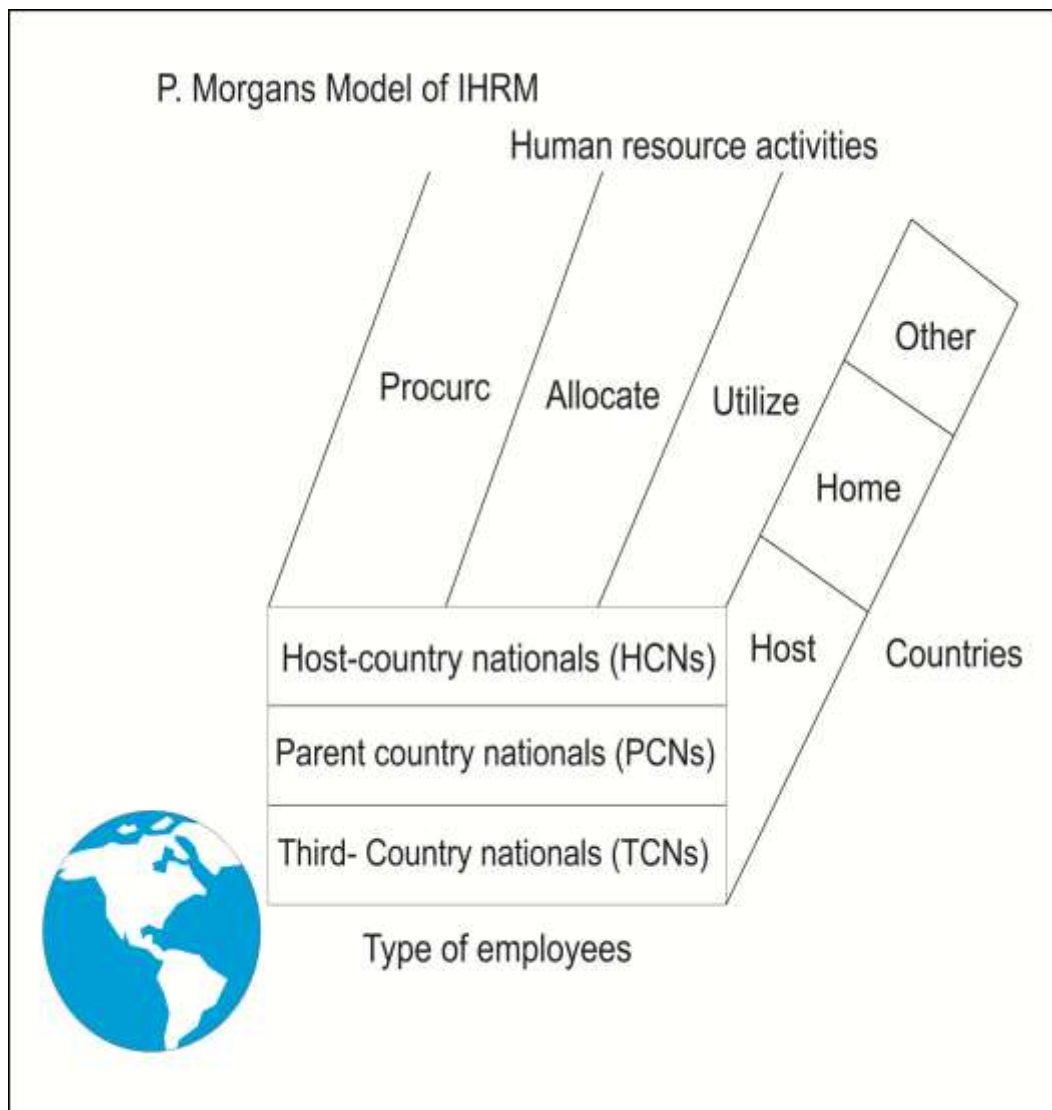 P. Morgans Model of IHRM
Human resource activities
Procurc
Allocate
Utilize
Other
Home
Host
Countries
Host-country nationals (HCNs)
Parent country nationals (PCNs)
Third- Country nationals (TCNs)
Type of employees